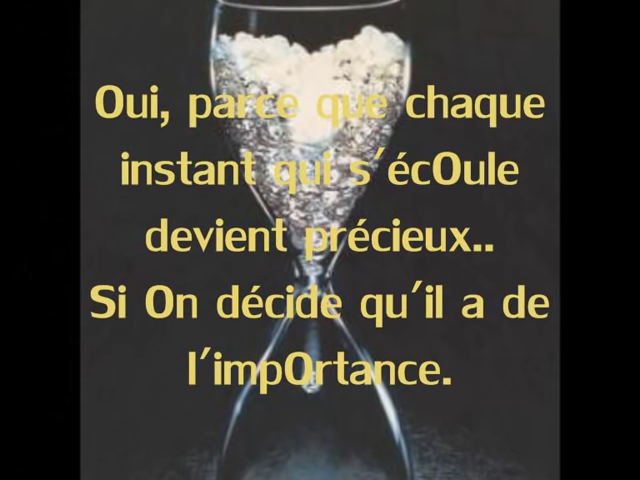 Oui, parce que chaque
instant qui s'écOule
devient précieux..
Si On décide qu'il a de
l'impOrtance.